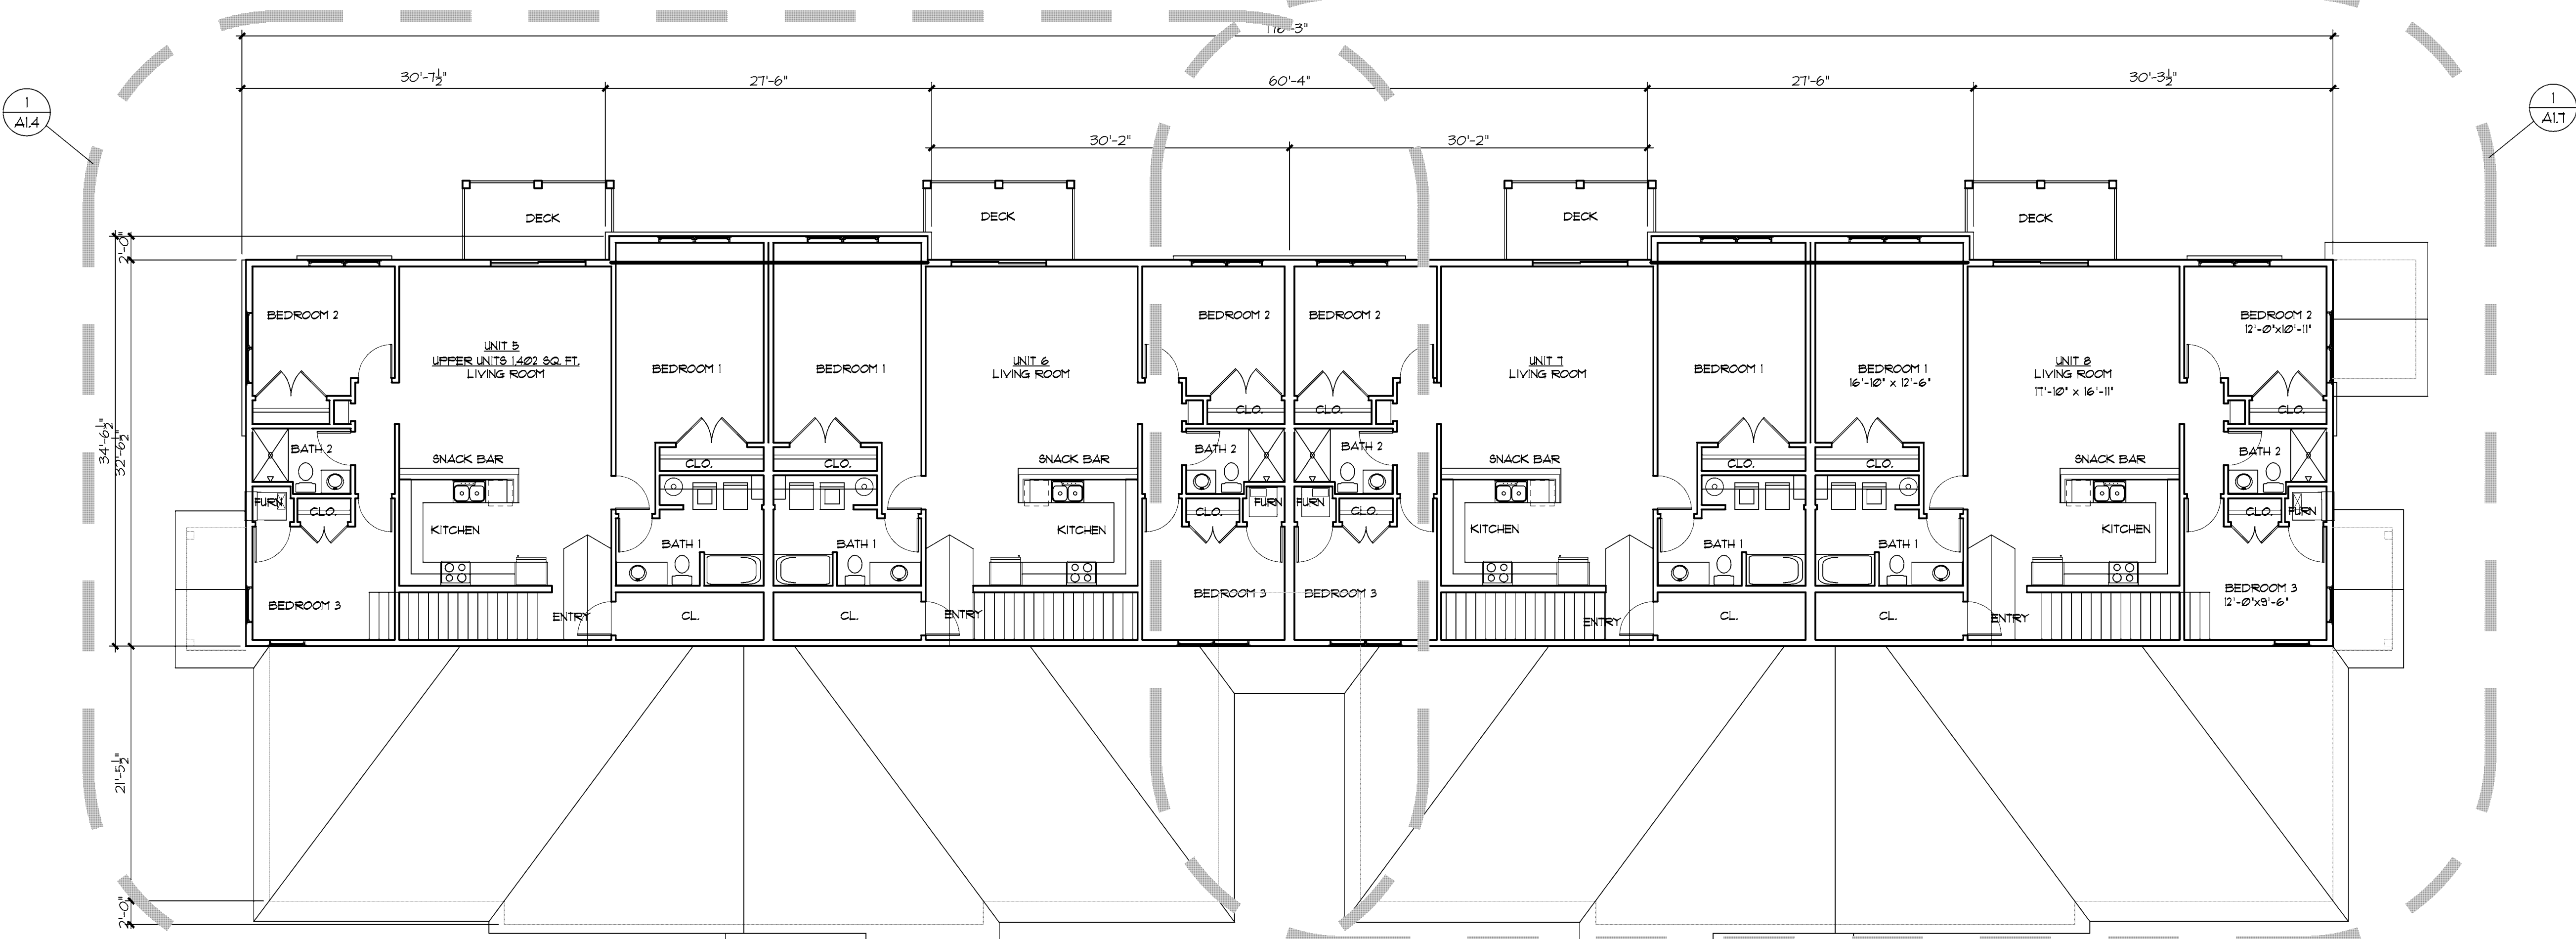 176'-3"
30'-7½"
27'-6"
60'-4"
27'-6"
30'-3½"
1
A1.4
1
A1.7
30'-2"
30'-2"
DECK
DECK
DECK
DECK
2'-0"
34'-6½"
32'-6½"
21'-5½"
2'-0"
BEDROOM 2
UNIT 5
UPPER UNITS 1,402 SQ. FT.
LIVING ROOM
BEDROOM 1
BATH 2
SNACK BAR
CLO.
FURN
CLO.
KITCHEN
BATH 1
BEDROOM 3
ENTRY
CL.
BEDROOM 1
UNIT 6
LIVING ROOM
BEDROOM 2
CLO.
CLO.
SNACK BAR
BATH 2
CLO.
FURN
BATH 1
KITCHEN
CL.
ENTRY
BEDROOM 3
BEDROOM 2
UNIT 7
LIVING ROOM
BEDROOM 1
CLO.
BATH 2
SNACK BAR
CLO.
FURN
CLO.
KITCHEN
BATH 1
BEDROOM 3
ENTRY
CL.
BEDROOM 1
16'-10" x 12'-6"
UNIT 8
LIVING ROOM
17'-10" x 16'-11"
BEDROOM 2
12'-0"x10'-11"
CLO.
CLO.
SNACK BAR
BATH 2
CLO.
FURN
BATH 1
KITCHEN
CL.
ENTRY
BEDROOM 3
12'-0"x9'-6"